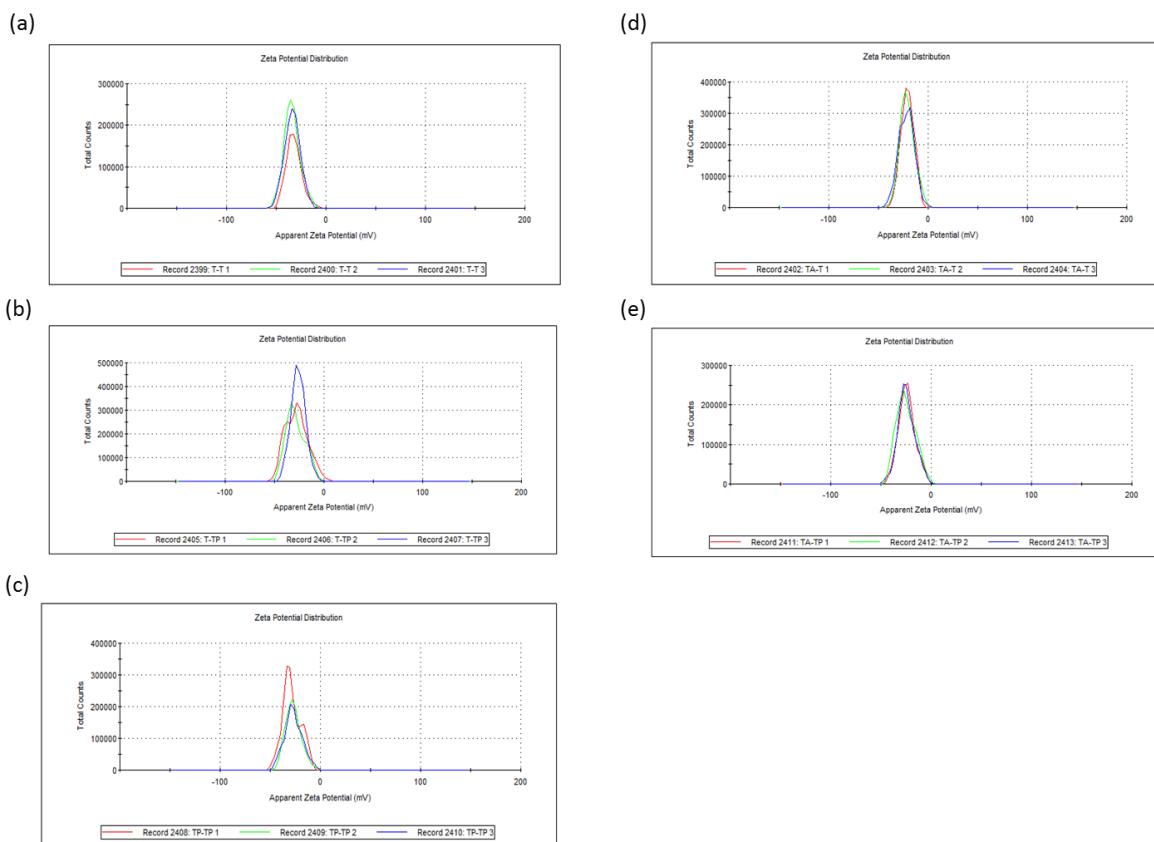 (a)
Zeta Potential Distribution
300000
200000
100000
0
Total Counts
-100 0 100 200
Apparent Zeta Potential (mV)
Record 2399: T-T 1 Record 2400: T-T 2 Record 2401: T-T 3
(b)
Zeta Potential Distribution
500000
400000
300000
200000
100000
0
Total Counts
-100 0 100 200
Apparent Zeta Potential (mV)
Record 2405: T-TP 1 Record 2406: T-TP 2 Record 2407: T-TP 3
(c)
Zeta Potential Distribution
400000
300000
200000
100000
0
Total Counts
-100 0 100 200
Apparent Zeta Potential (mV)
Record 2408: TP-TP 1 Record 2409: TP-TP 2 Record 2410: TP-TP 3
(d)
Zeta Potential Distribution
400000
300000
200000
100000
0
Total Counts
-100 0 100 200
Apparent Zeta Potential (mV)
Record 2402: TA-T 1 Record 2403: TA-T 2 Record 2404: TA-T 3
(e)
Zeta Potential Distribution
300000
200000
100000
0
Total Counts
-100 0 100 200
Apparent Zeta Potential (mV)
Record 2411: TA-TP 1 Record 2412: TA-TP 2 Record 2413: TA-TP 3